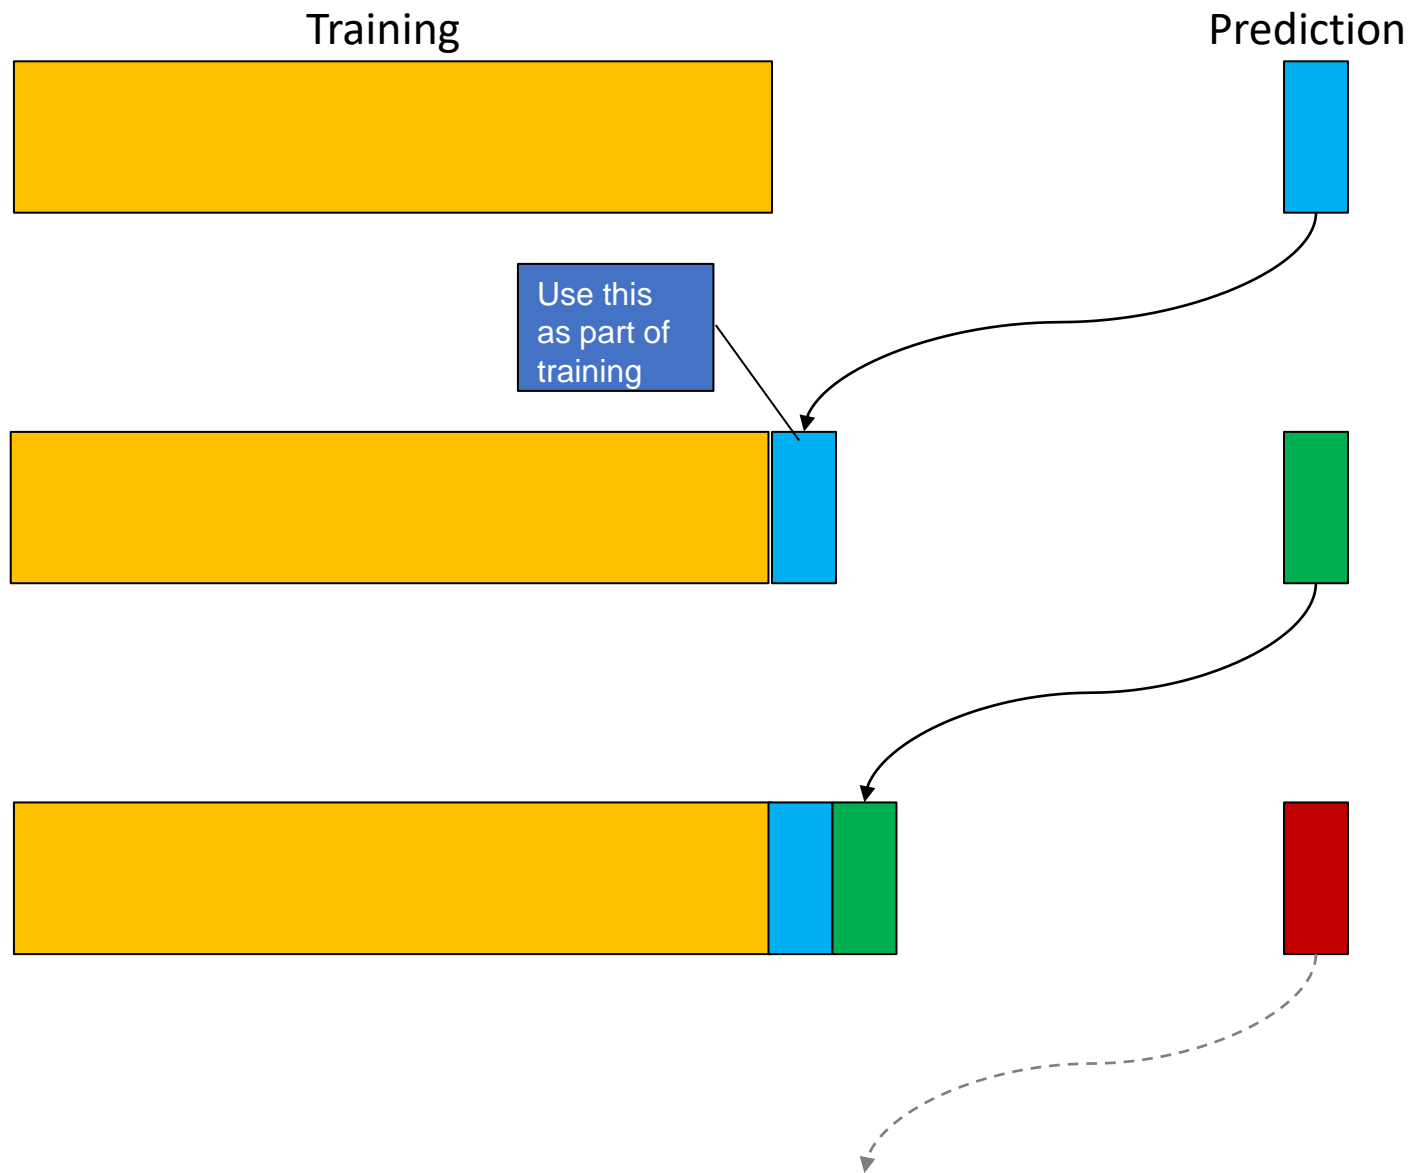 Training
Prediction
Use this
as part of
training